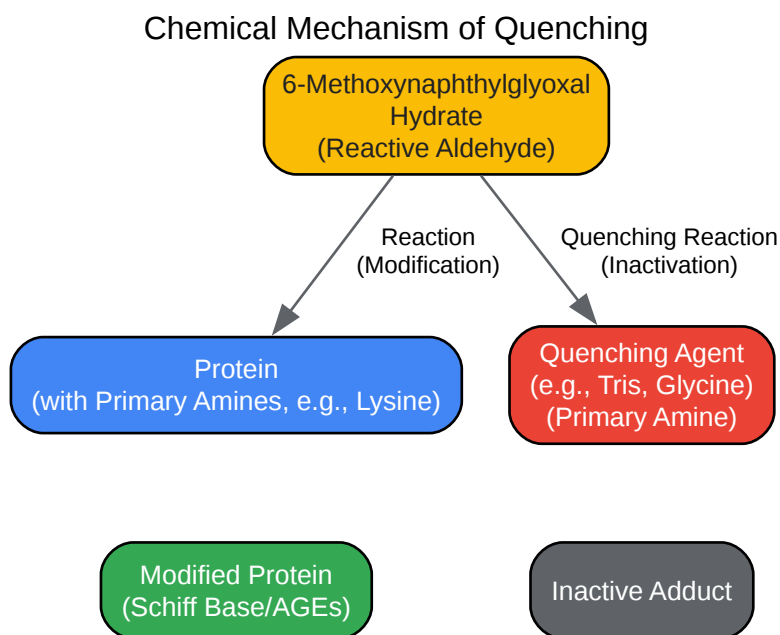 Chemical Mechanism of Quenching
6-Methoxynaphthylglyoxal
Hydrate
(Reactive Aldehyde)
Reaction
(Modification)
Quenching Reaction
(Inactivation)
Protein
(with Primary Amines, e.g., Lysine)
Quenching Agent
(e.g., Tris, Glycine)
(Primary Amine)
Modified Protein
(Schiff Base/AGEs)
Inactive Adduct